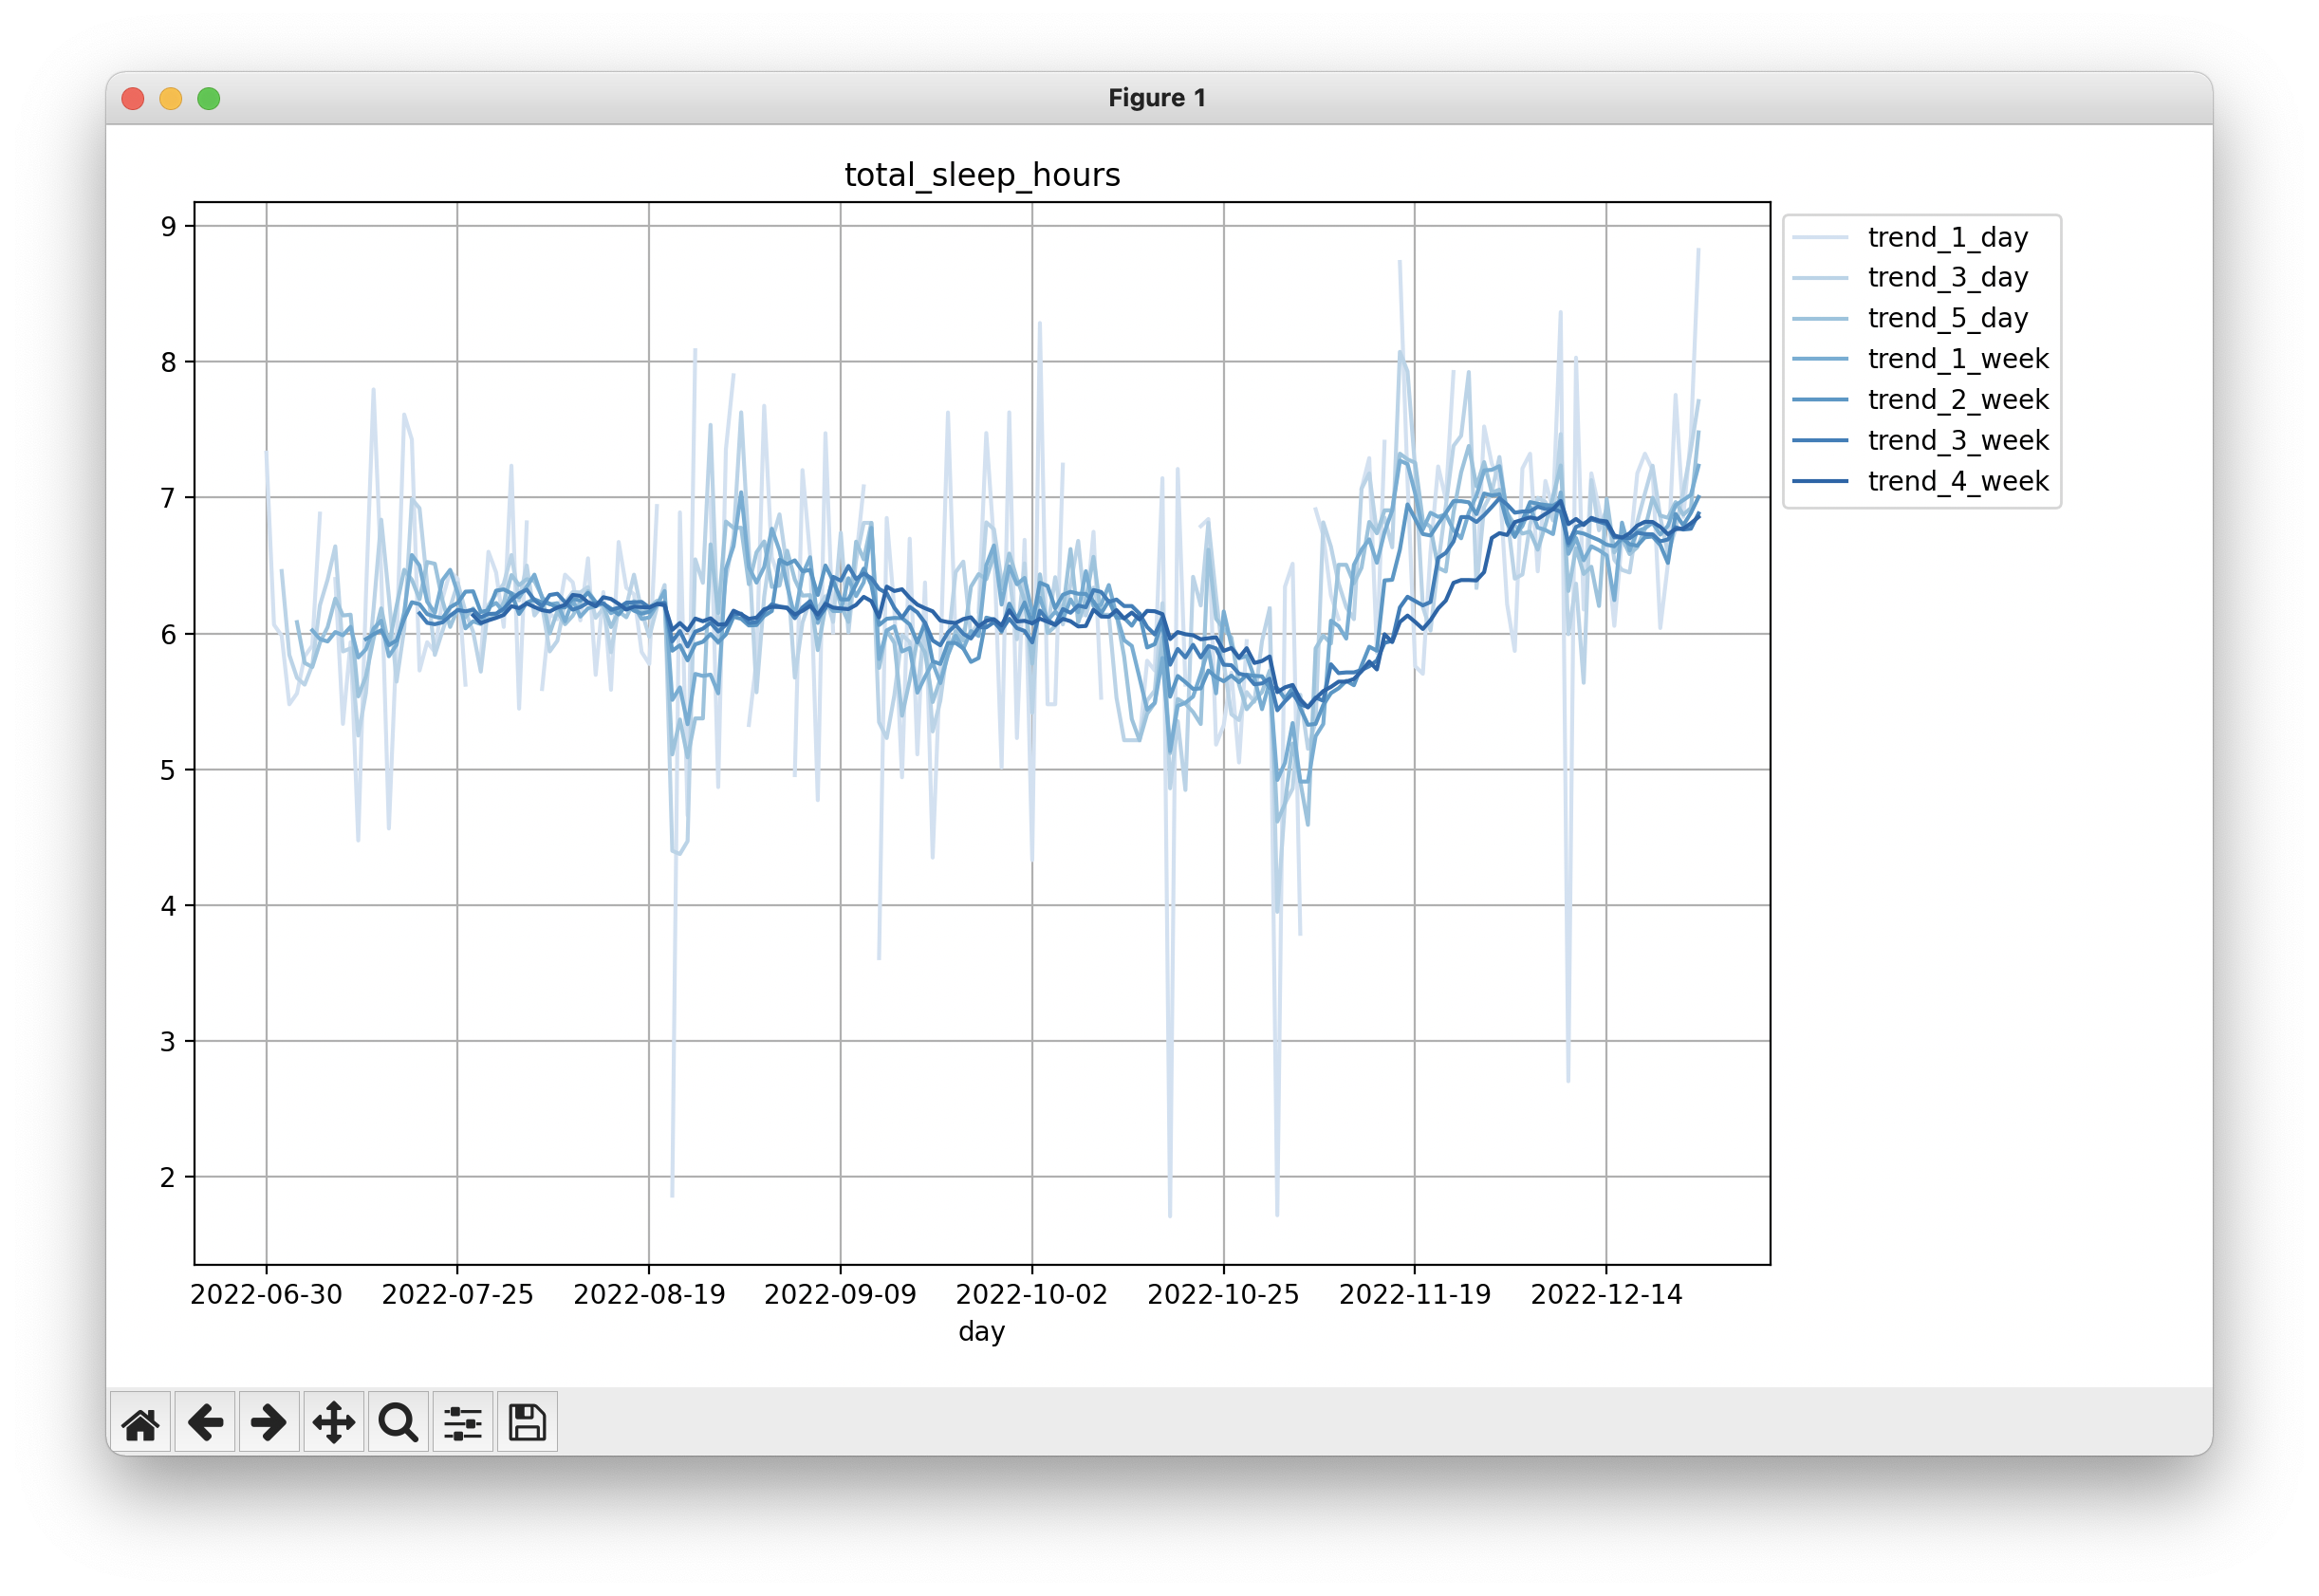 Figure 1
total_sleep_hours
9
8
7
6
5
4
3
2
2022-06-30
2022-07-25
2022-08-19
2022-09-09
2022-10-02
2022-10-25
2022-11-19
2022-12-14
day
trend_1_day
trend_3_day
trend_5_day
trend_1_week
trend_2_week
trend_3_week
trend_4_week